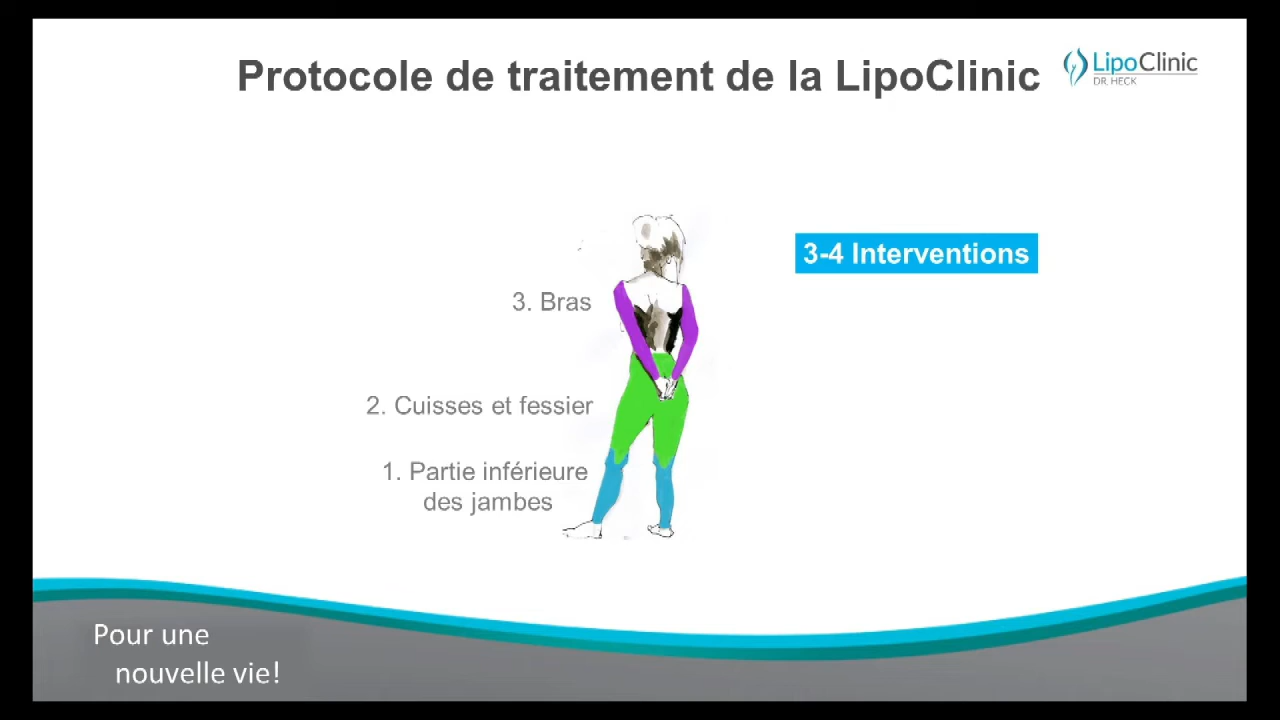 Protocole de traitement de la LipoClinic
LipoClinic
DR. HECK
3-4 Interventions
3. Bras
2. Cuisses et fessier
1. Partie inférieure
des jambes
Pour une
nouvelle vie!